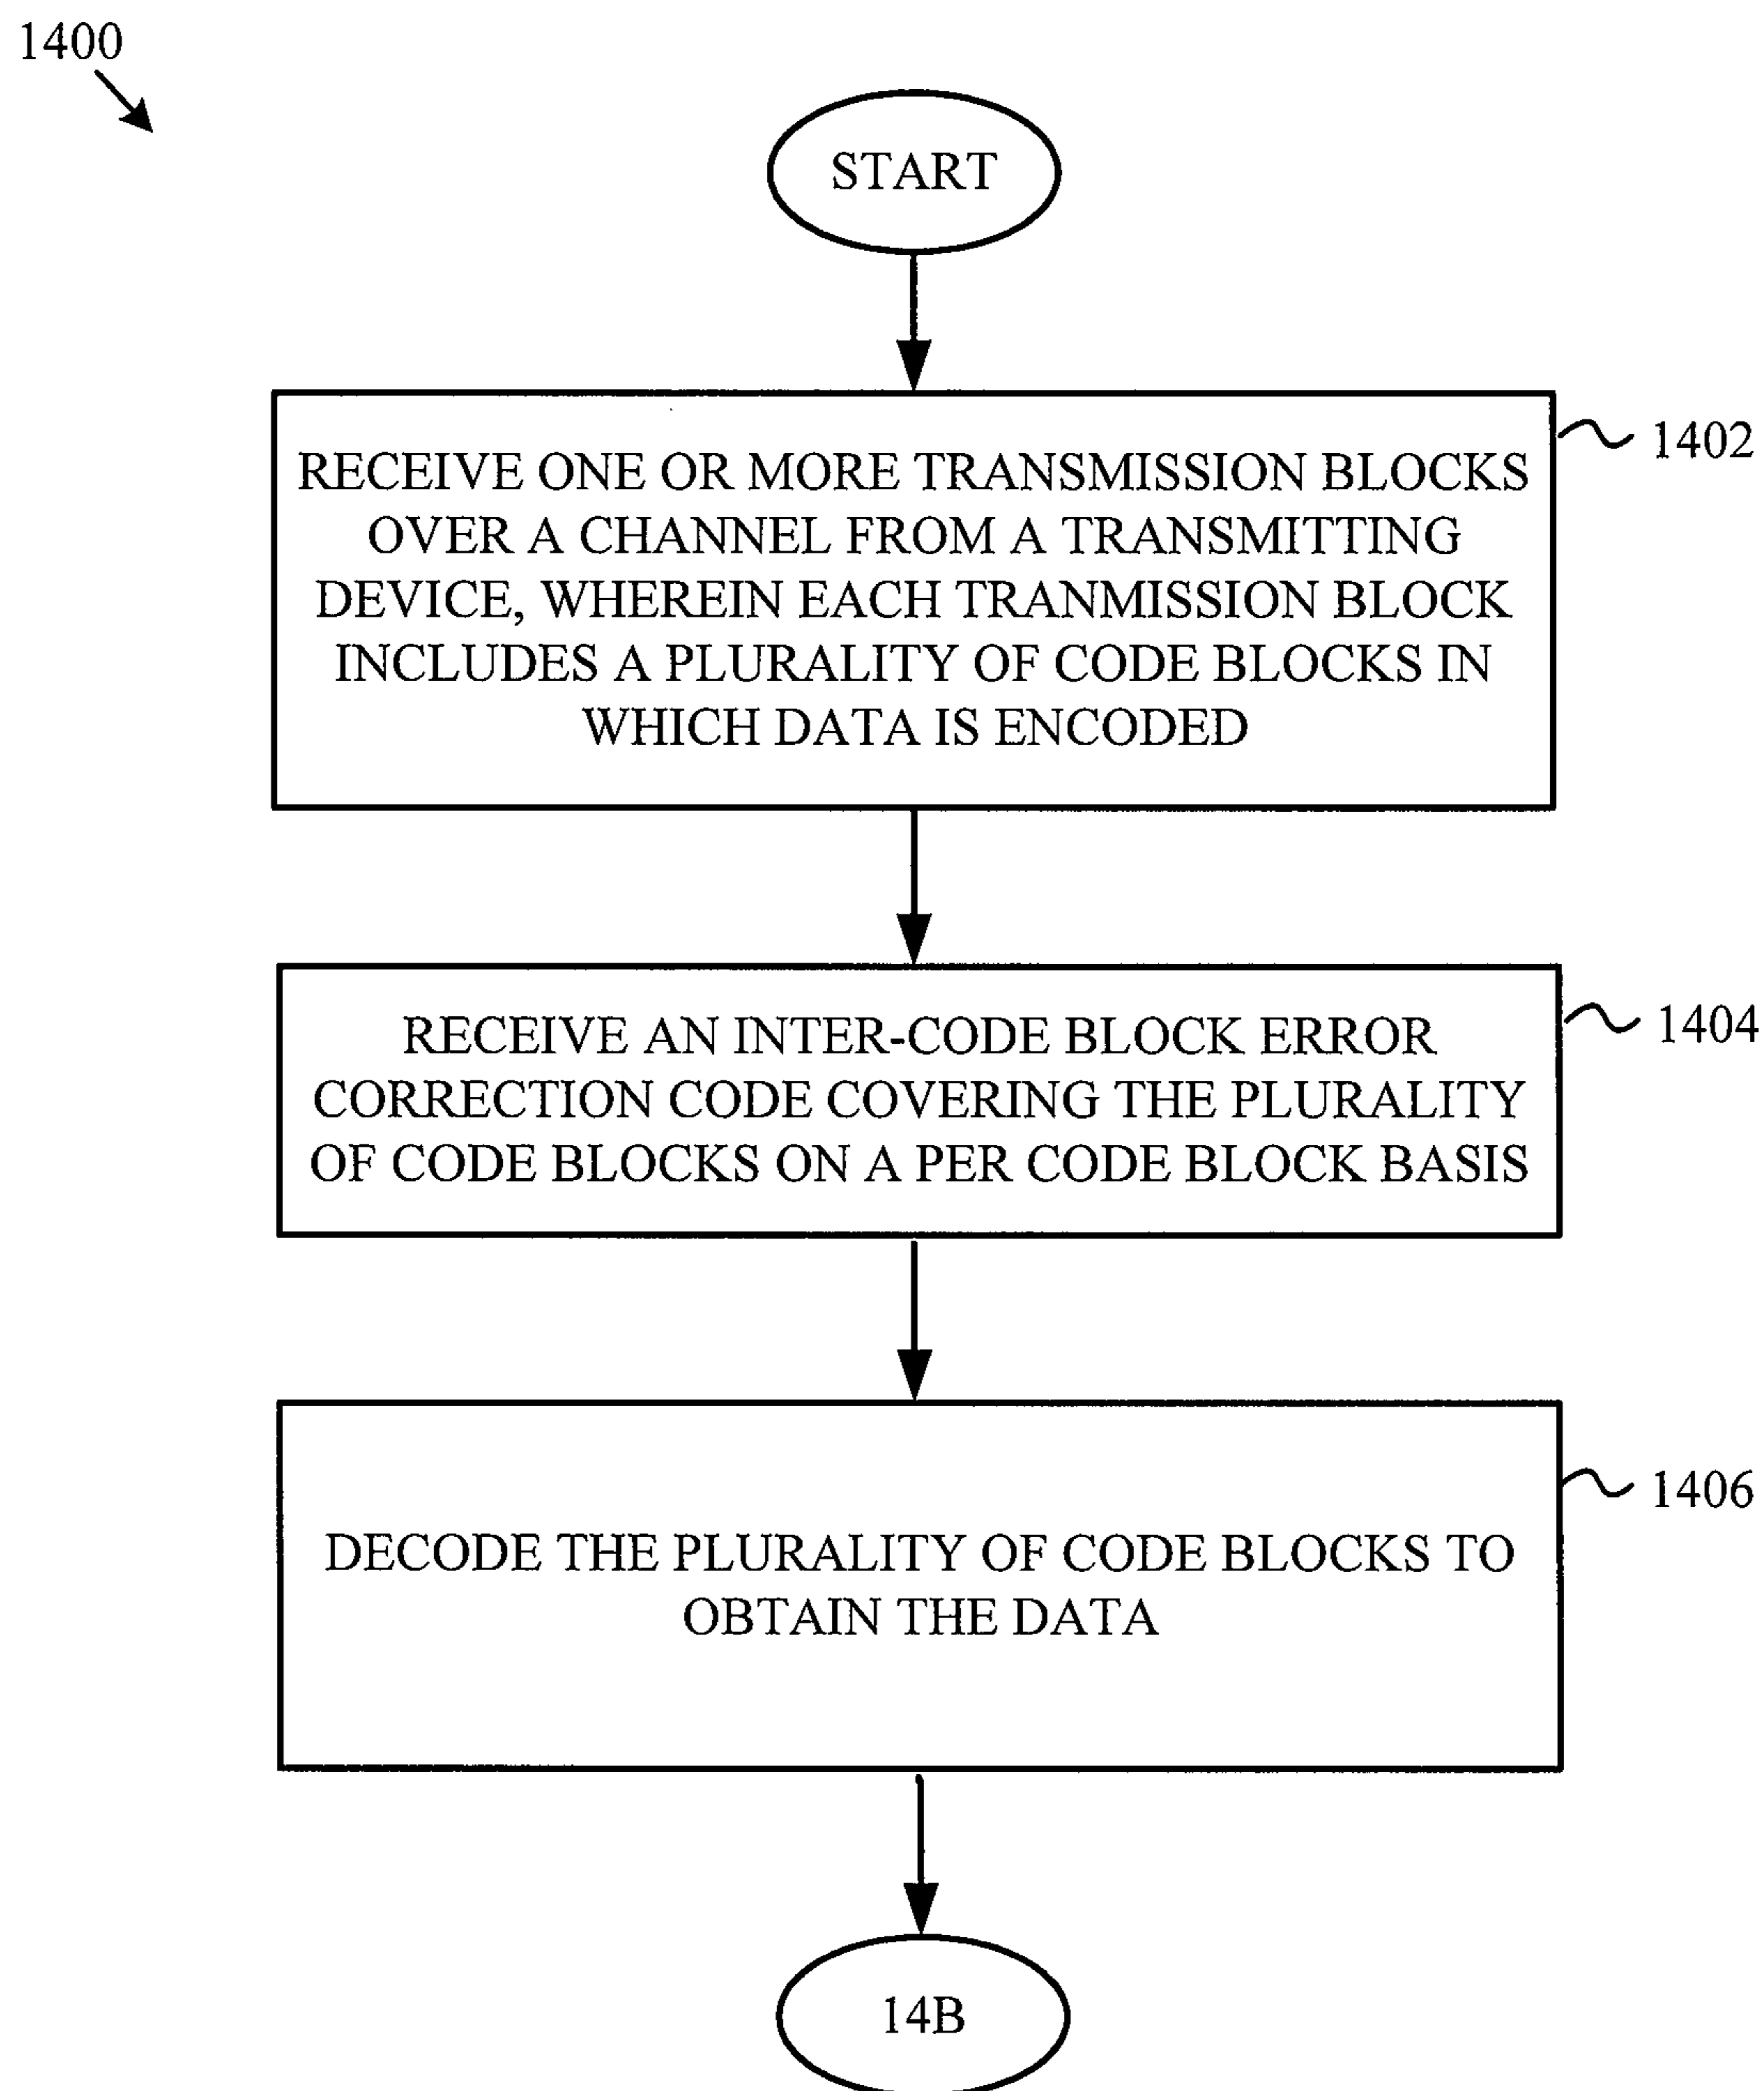 1400
START
RECEIVE ONE OR MORE TRANSMISSION BLOCKS
OVER A CHANNEL FROM A TRANSMITTING
DEVICE, WHEREIN EACH TRANMISSION BLOCK
INCLUDES A PLURALITY OF CODE BLOCKS IN
WHICH DATA IS ENCODED
1402
RECEIVE AN INTER-CODE BLOCK ERROR
CORRECTION CODE COVERING THE PLURALITY
OF CODE BLOCKS ON A PER CODE BLOCK BASIS
1404
DECODE THE PLURALITY OF CODE BLOCKS TO
OBTAIN THE DATA
1406
14B